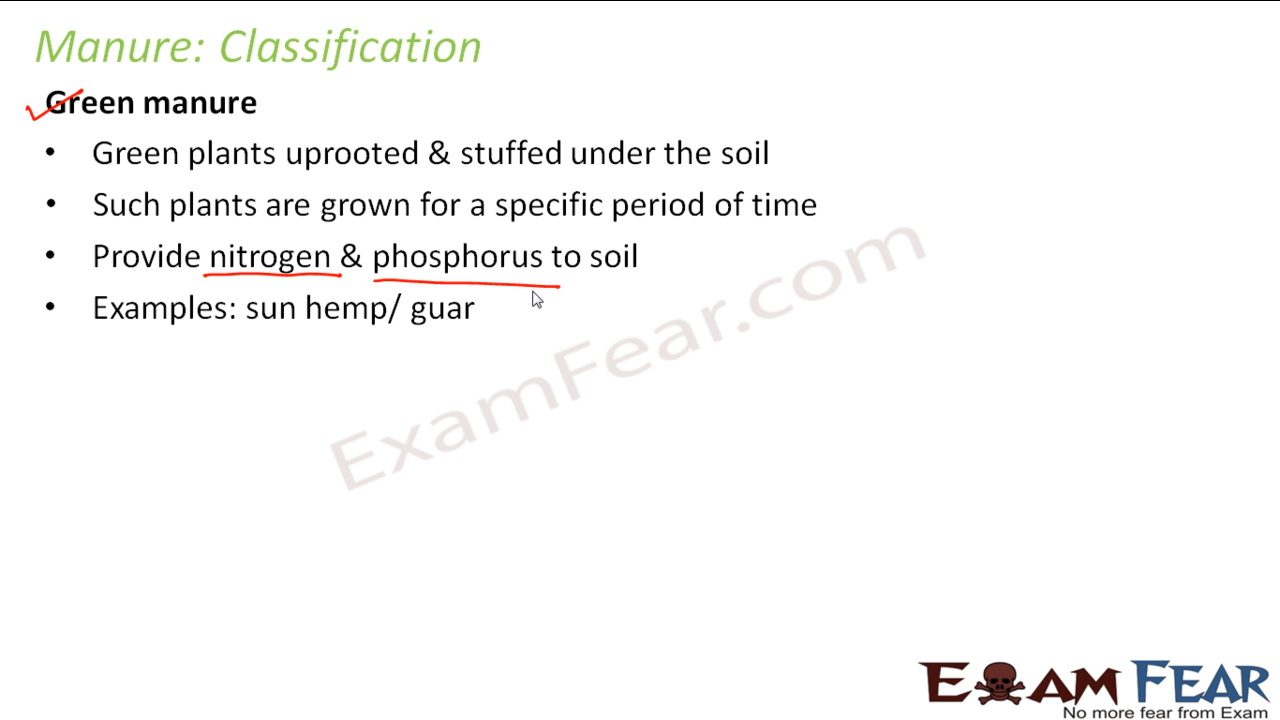 Manure: Classification
Green manure
• Green plants uprooted & stuffed under the soil
• Such plants are grown for a specific period of time
• Provide nitrogen & phosphorus to soil
• Examples: sun hemp/ guar
ExamFear.com
EXAM FEAR
No more fear from Exam